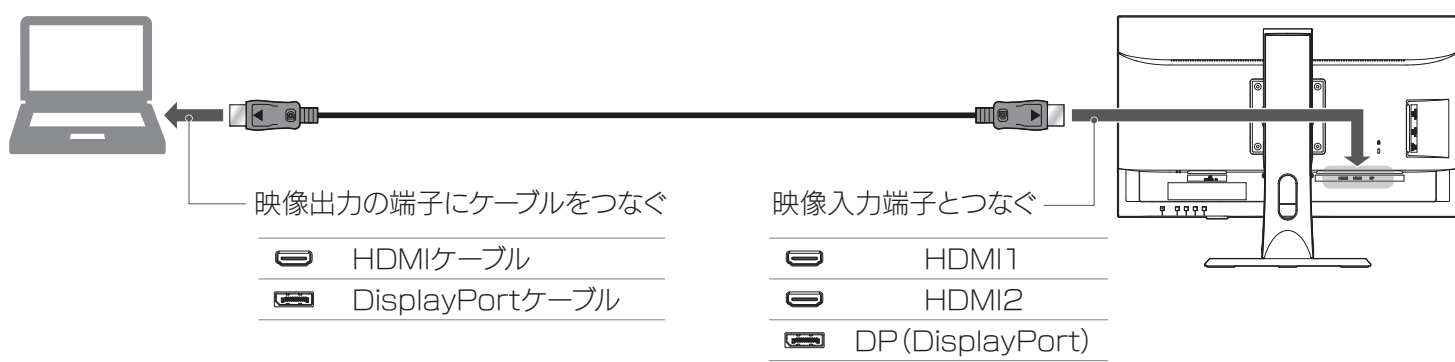 映像出力の端子にケーブルをつなぐ
HDMIケーブル
DisplayPortケーブル
映像入力端子とつなぐ
HDMI1
HDMI2
DP(DisplayPort)